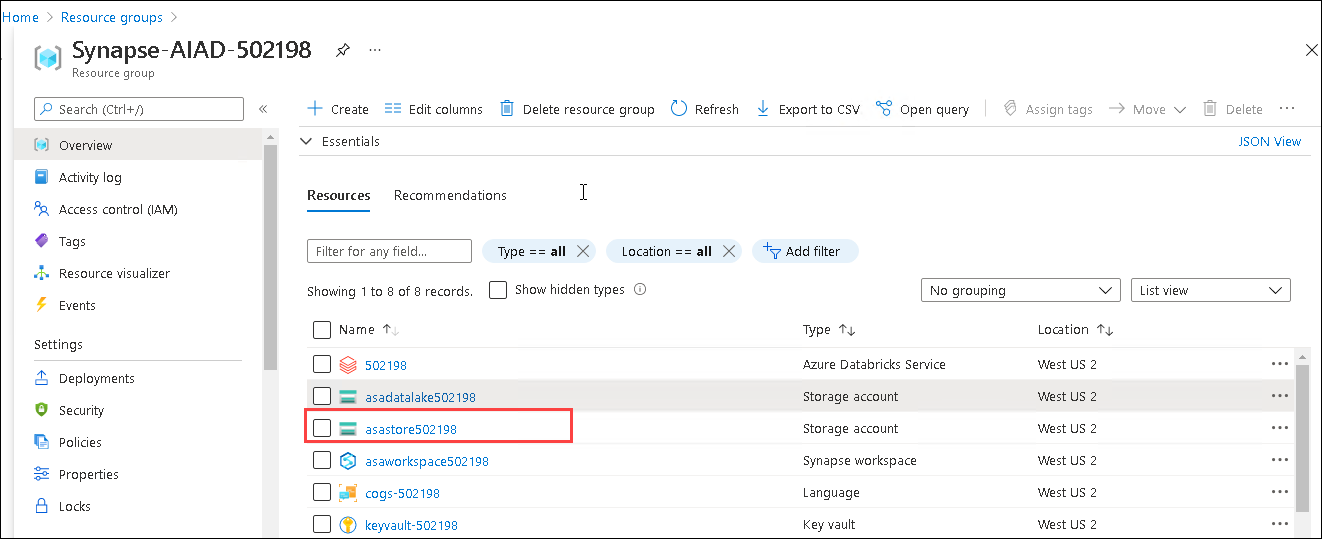 Home > Resource groups >
Synapse-AIAD-502198 ...
Resource group
Search (Ctrl+/) «
Overview
Activity log
Access control (IAM)
Tags
Resource visualizer
Events
Settings
Deployments
Security
Policies
Properties
Locks
Create Edit columns Delete resource group Refresh Export to CSV Open query Assign tags Move Delete ...
Essentials JSON View
Resources Recommendations
Filter for any field... Type == all Location == all Add filter
Showing 1 to 8 of 8 records. Show hidden types No grouping List view
Name Type Location
502198 Azure Databricks Service West US 2 ...
asadatalake502198 Storage account West US 2 ...
asastore502198 Storage account West US 2 ...
asaworkspace502198 Synapse workspace West US 2 ...
cogs-502198 Language West US 2 ...
keyvault-502198 Key vault West US 2 ...